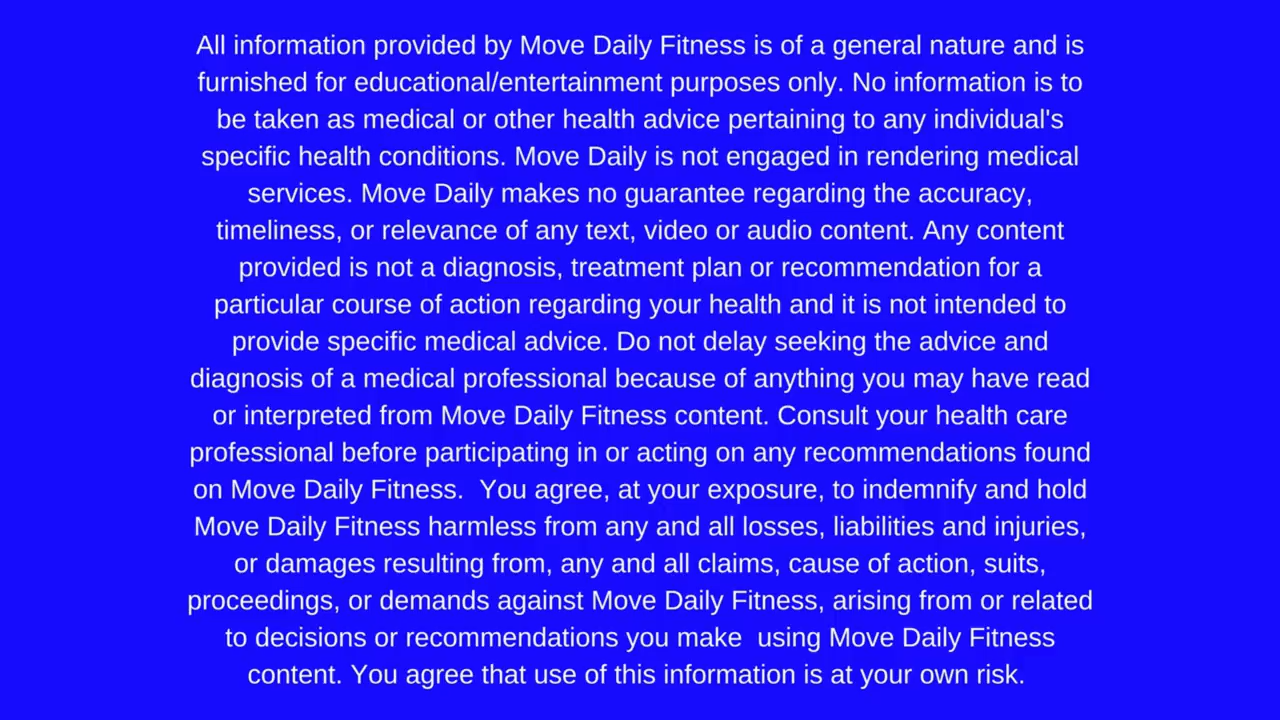 All information provided by Move Daily Fitness is of a general nature and is
furnished for educational/entertainment purposes only. No information is to
be taken as medical or other health advice pertaining to any individual's
specific health conditions. Move Daily is not engaged in rendering medical
services. Move Daily makes no guarantee regarding the accuracy,
timeliness, or relevance of any text, video or audio content. Any content
provided is not a diagnosis, treatment plan or recommendation for a
particular course of action regarding your health and it is not intended to
provide specific medical advice. Do not delay seeking the advice and
diagnosis of a medical professional because of anything you may have read
or interpreted from Move Daily Fitness content. Consult your health care
professional before participating in or acting on any recommendations found
on Move Daily Fitness.  You agree, at your exposure, to indemnify and hold
Move Daily Fitness harmless from any and all losses, liabilities and injuries,
or damages resulting from, any and all claims, cause of action, suits,
proceedings, or demands against Move Daily Fitness, arising from or related
to decisions or recommendations you make  using Move Daily Fitness
content. You agree that use of this information is at your own risk.